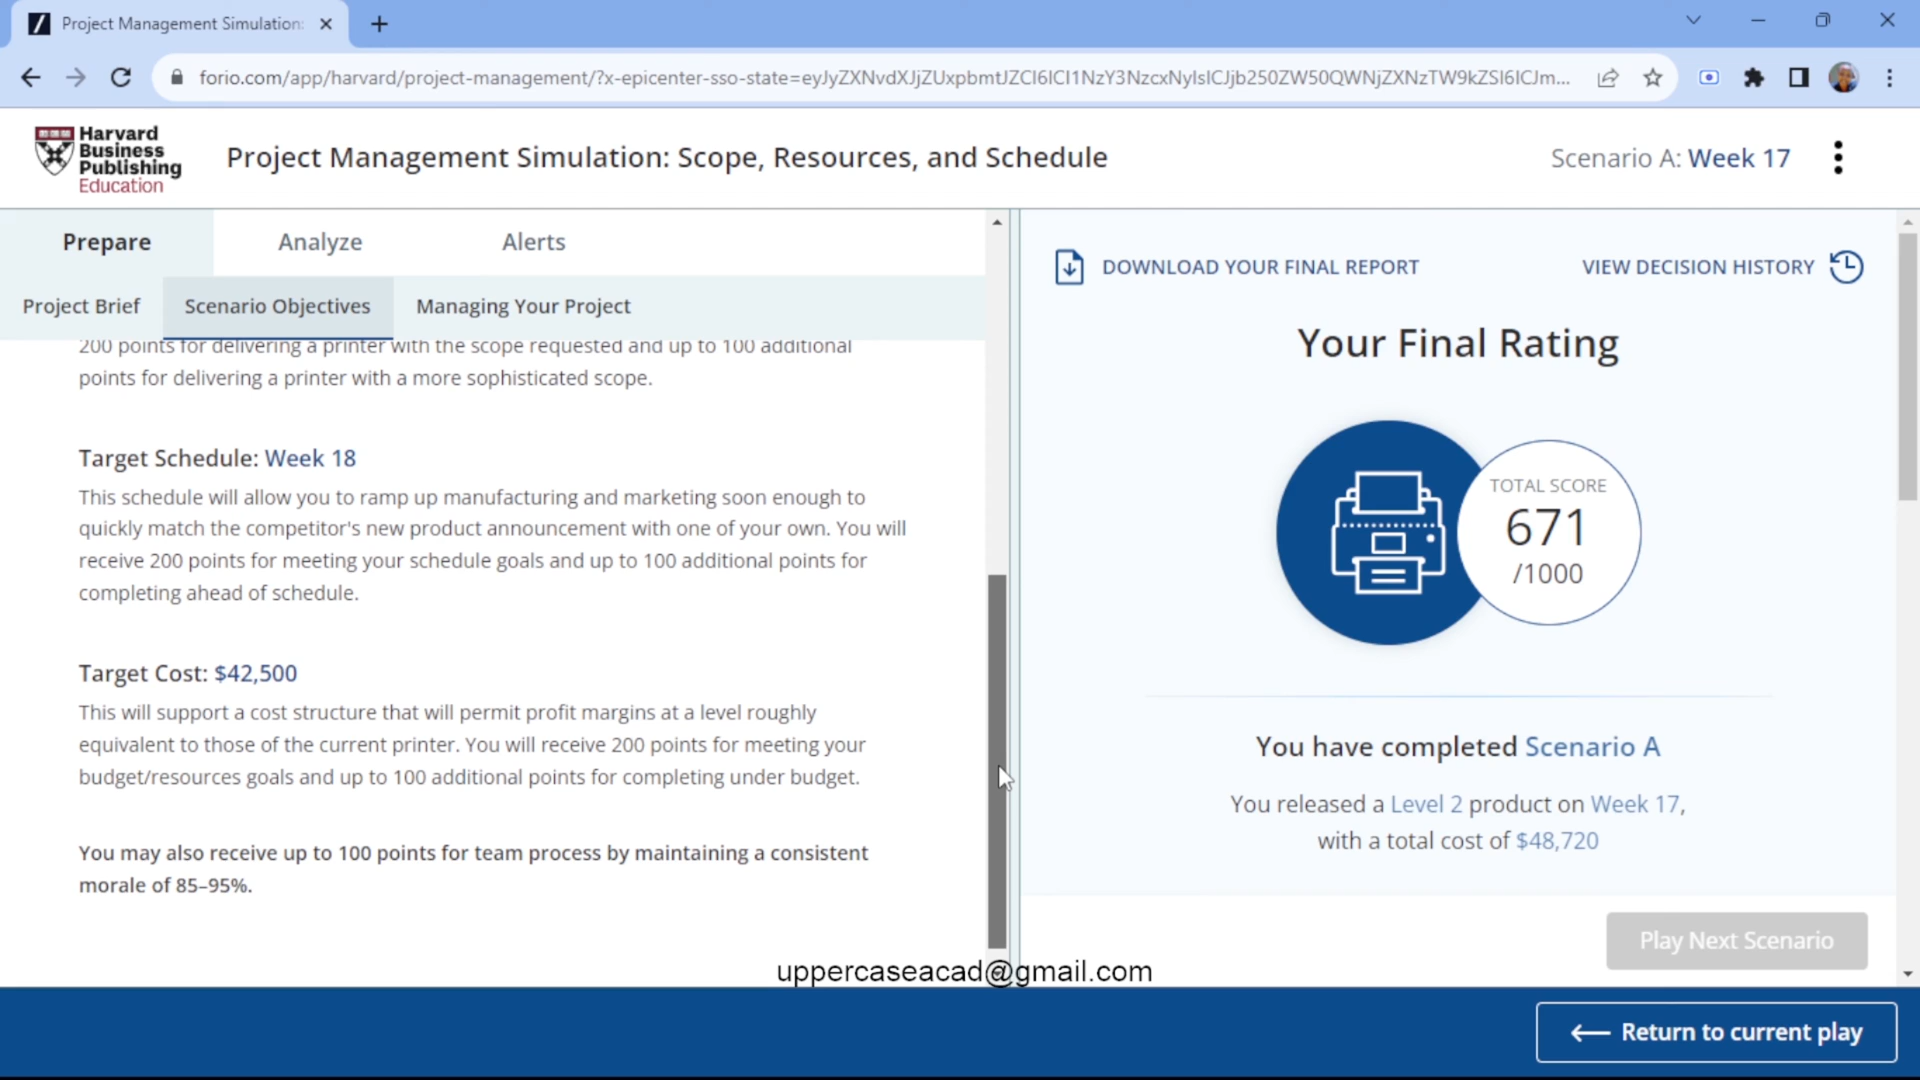 Project Management Simulation:
forio.com/app/harvard/project-management/?x-epicenter-sso-state=eyJyZXNvdXJjZUxpbmtJZCI6ICI1NzY3NzcxNyIsICJjb250ZW50QWNjZXNzTW9kZSI6ICJm...
Harvard
Business
Publishing
Education
Project Management Simulation: Scope, Resources, and Schedule
Scenario A: Week 17
Prepare
Analyze
Alerts
Project Brief
Scenario Objectives
Managing Your Project
200 points for delivering a printer with the scope requested and up to 100 additional
points for delivering a printer with a more sophisticated scope.
Target Schedule: Week 18
This schedule will allow you to ramp up manufacturing and marketing soon enough to
quickly match the competitor's new product announcement with one of your own. You will
receive 200 points for meeting your schedule goals and up to 100 additional points for
completing ahead of schedule.
Target Cost: $42,500
This will support a cost structure that will permit profit margins at a level roughly
equivalent to those of the current printer. You will receive 200 points for meeting your
budget/resources goals and up to 100 additional points for completing under budget.
You may also receive up to 100 points for team process by maintaining a consistent
morale of 85–95%.
DOWNLOAD YOUR FINAL REPORT
VIEW DECISION HISTORY
Your Final Rating
TOTAL SCORE
671
/1000
You have completed Scenario A
You released a Level 2 product on Week 17,
with a total cost of $48,720
Play Next Scenario
uppercaseacad@gmail.com
Return to current play